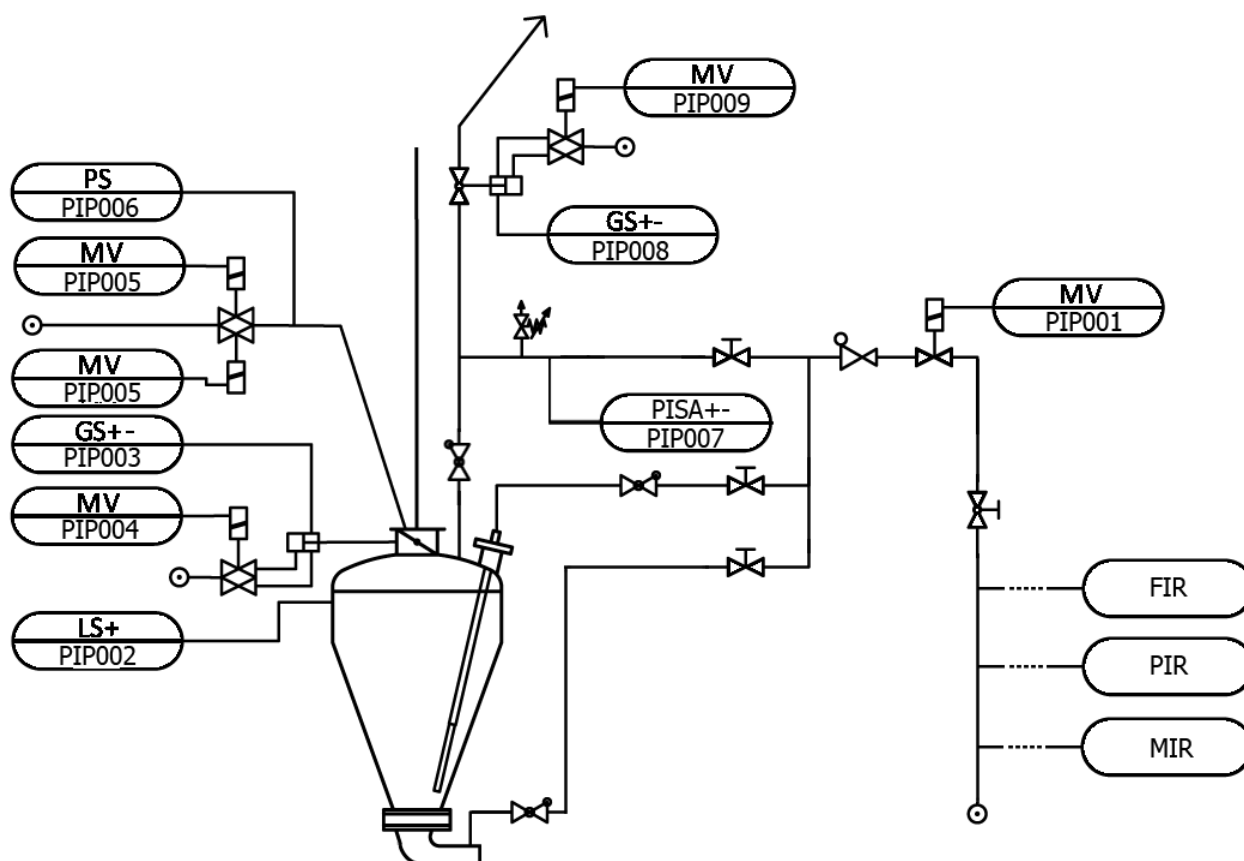 MV
PIP009
PS
PIP006
GS+-
PIP008
MV
PIP005
MV
PIP001
MV
PIP005
PISA+-
PIP007
GS+-
PIP003
MV
PIP004
FIR
LS+
PIP002
PIR
MIR